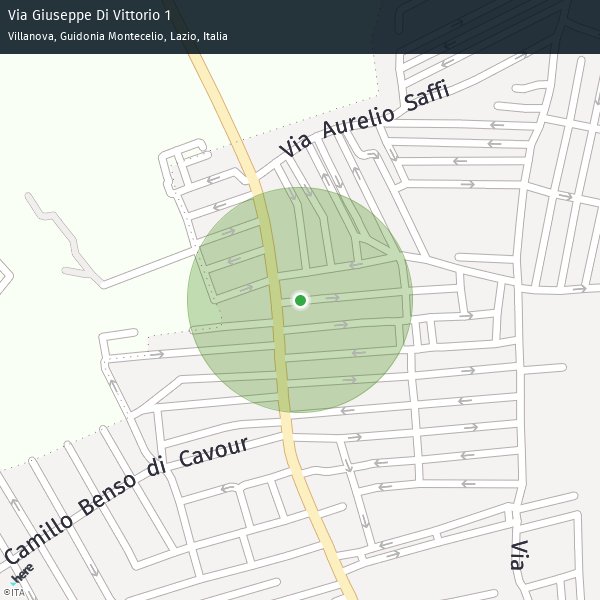 Via Giuseppe Di Vittorio 1
Villanova, Guidonia Montecelio, Lazio, Italia
Via Aurelio Saffi
Camillo Benso di Cavour
Via
here
©ITA